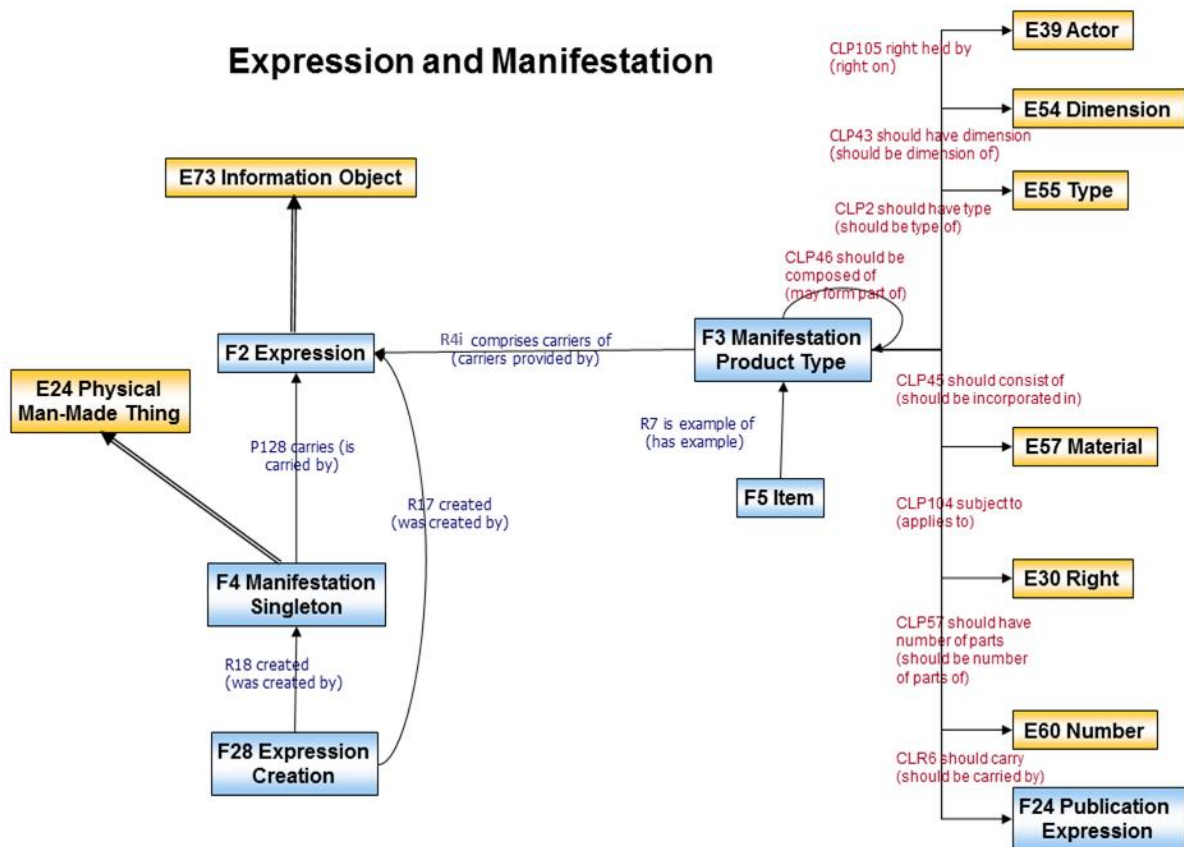 Expression and Manifestation
E39 Actor
CLP105 right held by
(right on)
E54 Dimension
CLP43 should have dimension
(should be dimension of)
E73 Information Object
E55 Type
CLP2 should have type
(should be type of)
CLP46 should be
composed of
(may form part of)
F2 Expression
R4i comprises carriers of
(carriers provided by)
F3 Manifestation
Product Type
E24 Physical
Man-Made Thing
CLP45 should consist of
(should be incorporated in)
P128 carries (is
carried by)
R7 is example of
(has example)
E57 Material
R17 created
(was created by)
F5 Item
CLP104 subject to
(applies to)
F4 Manifestation
Singleton
E30 Right
CLP57 should have
number of parts
(should be number
of parts of)
R18 created
(was created by)
F28 Expression
Creation
E60 Number
CLR6 should carry
(should be carried by)
F24 Publication
Expression